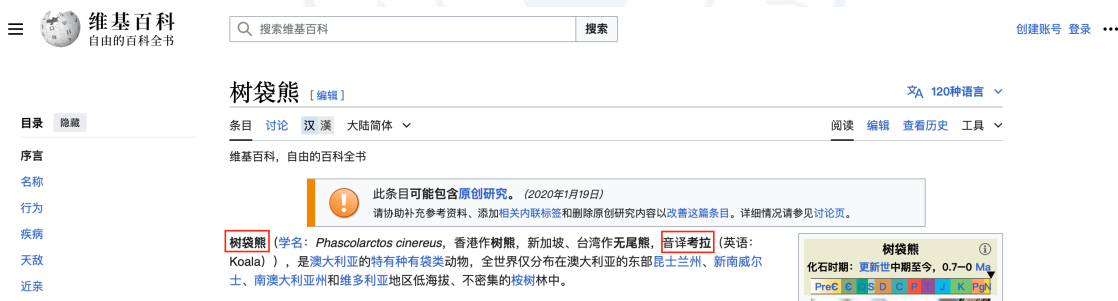 维基百科
自由的百科全书
搜索维基百科
搜索
创建账号 登录
树袋熊 [编辑]
120种语言
目录 隐藏
条目 讨论 汉 漢 大陆简体
阅读 编辑 查看历史 工具
序言
维基百科，自由的百科全书
名称
行为
疾病
天敌
近亲
此条目可能包含原创研究。 (2020年1月19日)
请协助补充参考资料、添加相关内联标签和删除原创研究内容以改善这篇条目。详细情况请参见讨论页。
树袋熊（学名：Phascolarctos cinereus，香港作树熊，新加坡、台湾作无尾熊，音译考拉（英语：
Koala）），是澳大利亚的特有种有袋类动物，全世界仅分布在澳大利亚的东部昆士兰州、新南威尔
士、南澳大利亚州和维多利亚地区低海拔、不密集的桉树林中。
树袋熊
化石时期：更新世中期至今，0.7–0 Ma
PreЄ Є O S D C P T J K PgN